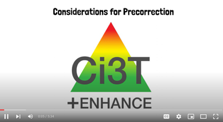 Considerations for Precorrection
Ci3T
+ENHANCE